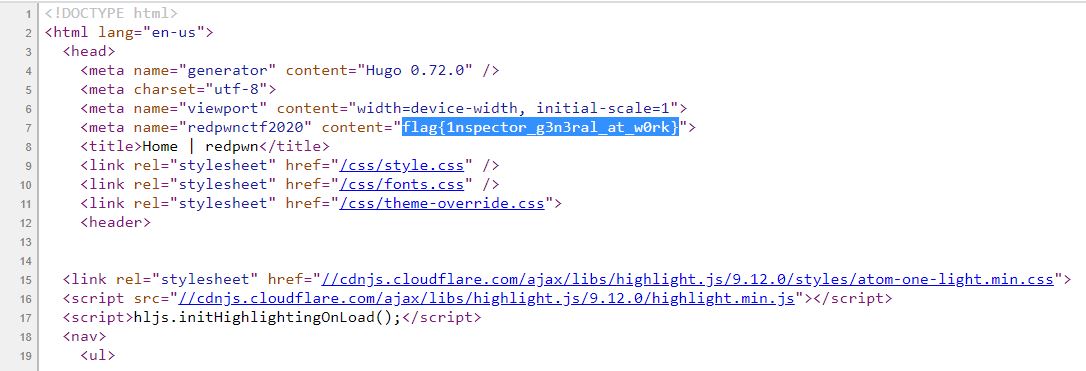 1 <!DOCTYPE html>
2 <html lang="en-us">
3 <head>
4 <meta name="generator" content="Hugo 0.72.0" />
5 <meta charset="utf-8">
6 <meta name="viewport" content="width=device-width, initial-scale=1">
7 <meta name="redpwnctf2020" content="flag{1nspector_g3n3ral_at_w0rk}">
8 <title>Home | redpwn</title>
9 <link rel="stylesheet" href="/css/style.css" />
10 <link rel="stylesheet" href="/css/fonts.css" />
11 <link rel="stylesheet" href="/css/theme-override.css">
12 <header>
13
14
15 <link rel="stylesheet" href="//cdnjs.cloudflare.com/ajax/libs/highlight.js/9.12.0/styles/atom-one-light.min.css">
16 <script src="//cdnjs.cloudflare.com/ajax/libs/highlight.js/9.12.0/highlight.min.js"></script>
17 <script>hljs.initHighlightingOnLoad();</script>
18 <nav>
19 <ul>